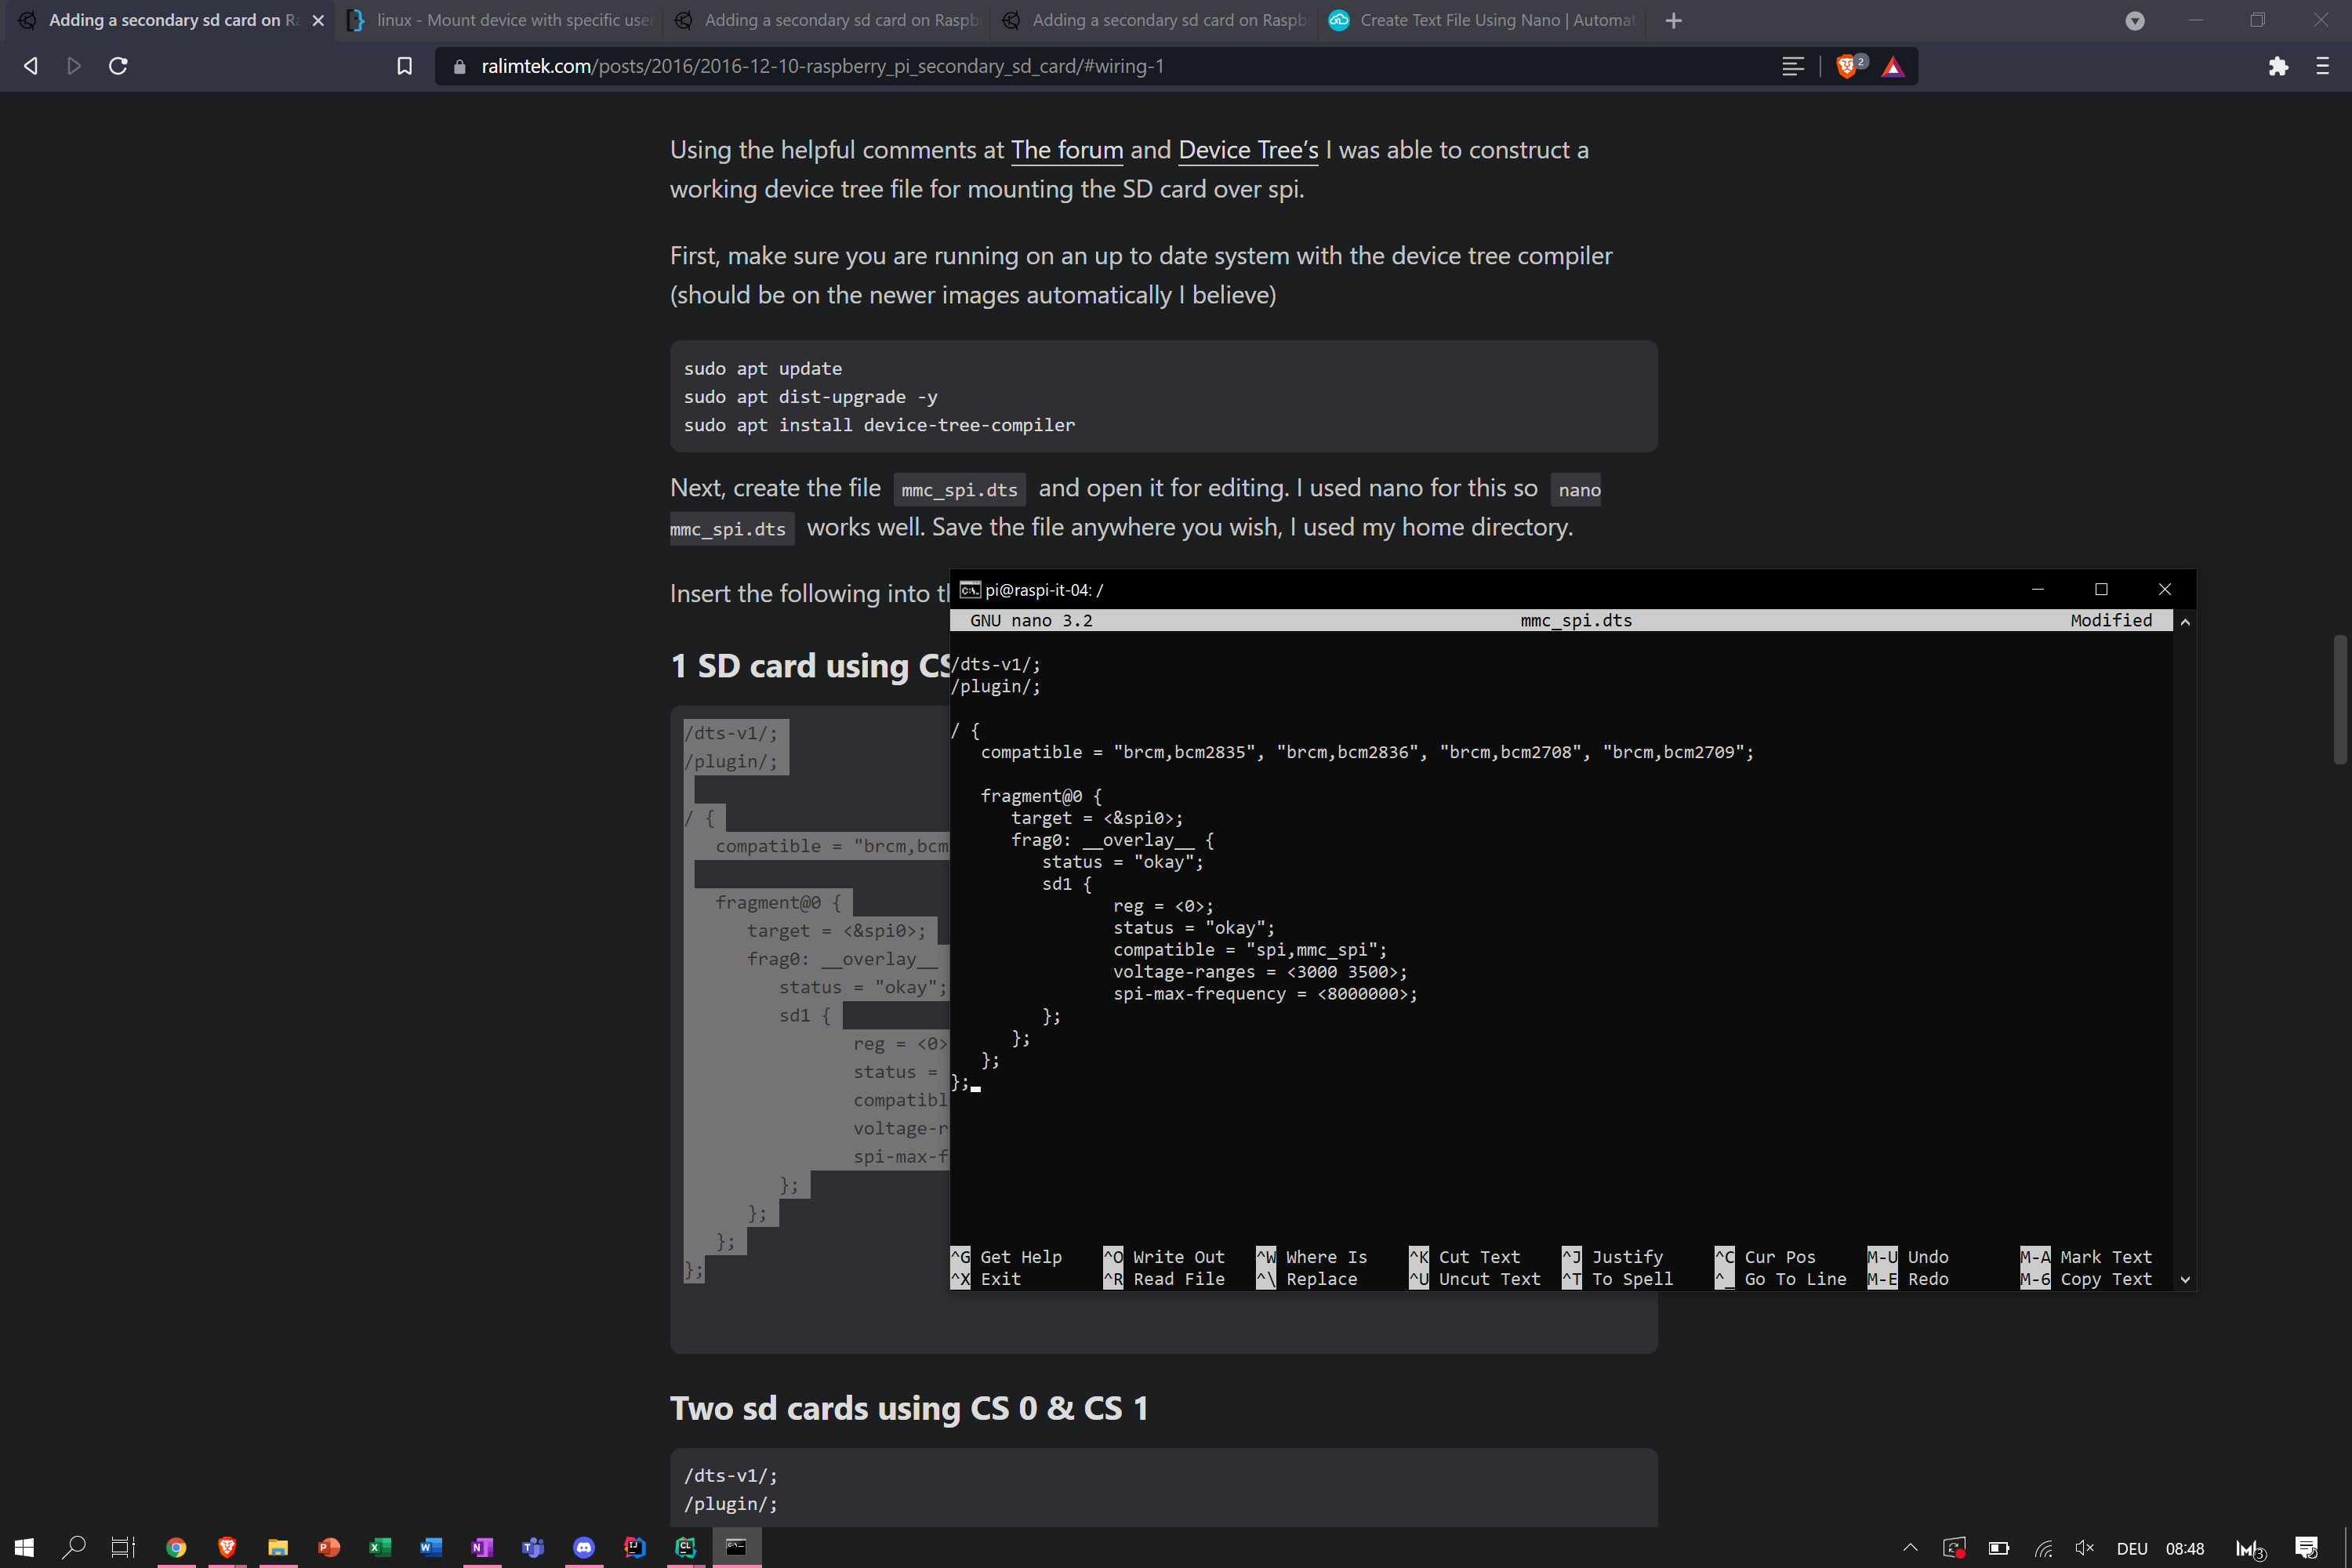 Adding a secondary sd card on Ra
linux - Mount device with specific user
Adding a secondary sd card on Raspb
Adding a secondary sd card on Raspb
Create Text File Using Nano | Automat
ralimtek.com/posts/2016/2016-12-10-raspberry_pi_secondary_sd_card/#wiring-1
2
Using the helpful comments at The forum and Device Tree's I was able to construct a
working device tree file for mounting the SD card over spi.
First, make sure you are running on an up to date system with the device tree compiler
(should be on the newer images automatically I believe)
sudo apt update
sudo apt dist-upgrade -y
sudo apt install device-tree-compiler
Next, create the file mmc_spi.dts and open it for editing. I used nano for this so nano
mmc_spi.dts works well. Save the file anywhere you wish, I used my home directory.
Insert the following into th
1 SD card using CS
/dts-v1/;
/plugin/;
/ {
compatible = "brcm,bcm
fragment@0 {
target = <&spi0>;
frag0: __overlay__
status = "okay";
sd1 {
reg = <0>
status =
compatibl
voltage-r
spi-max-f
};
};
};
};
pi@raspi-it-04: /
GNU nano 3.2 mmc_spi.dts Modified
/dts-v1/;
/plugin/;
/ {
compatible = "brcm,bcm2835", "brcm,bcm2836", "brcm,bcm2708", "brcm,bcm2709";
fragment@0 {
target = <&spi0>;
frag0: __overlay__ {
status = "okay";
sd1 {
reg = <0>;
status = "okay";
compatible = "spi,mmc_spi";
voltage-ranges = <3000 3500>;
spi-max-frequency = <8000000>;
};
};
};
};
^G Get Help ^O Write Out ^W Where Is ^K Cut Text ^J Justify ^C Cur Pos M-U Undo M-A Mark Text
^X Exit ^R Read File ^\ Replace ^U Uncut Text ^T To Spell ^_ Go To Line M-E Redo M-6 Copy Text
Two sd cards using CS 0 & CS 1
/dts-v1/;
/plugin/;
DEU 08:48